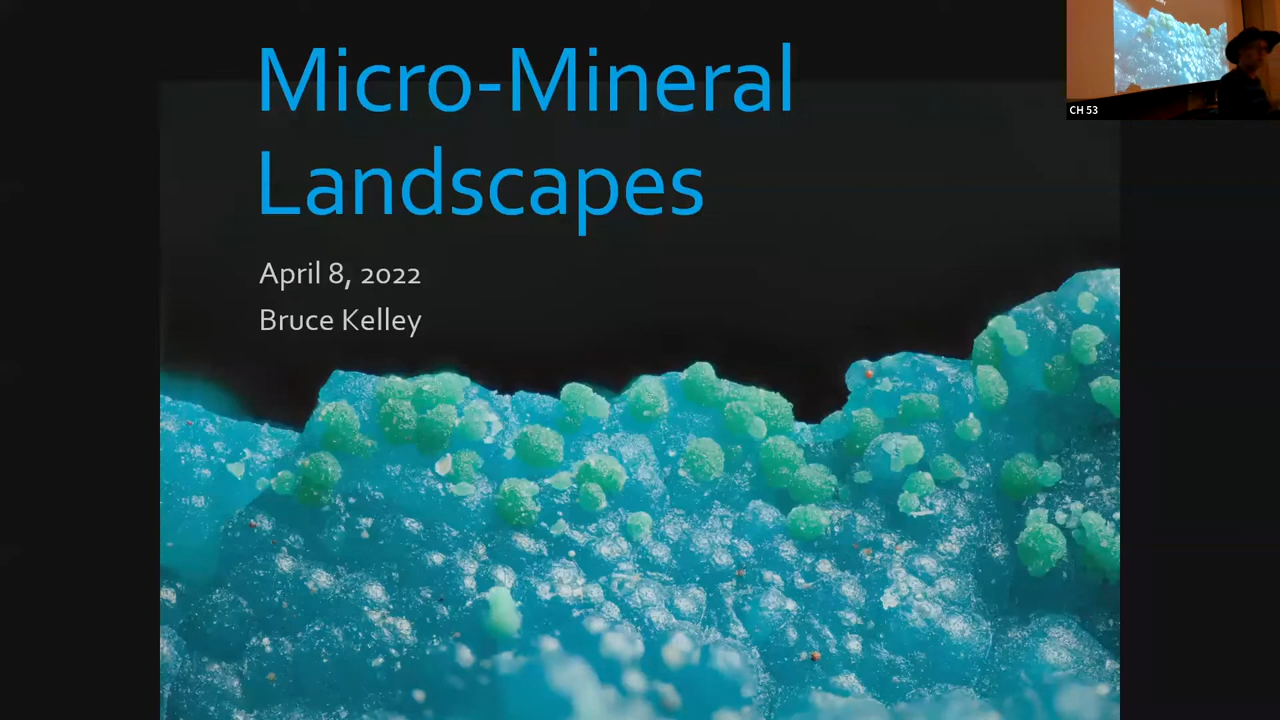 Micro-Mineral
Landscapes
April 8, 2022
Bruce Kelley
CH 53